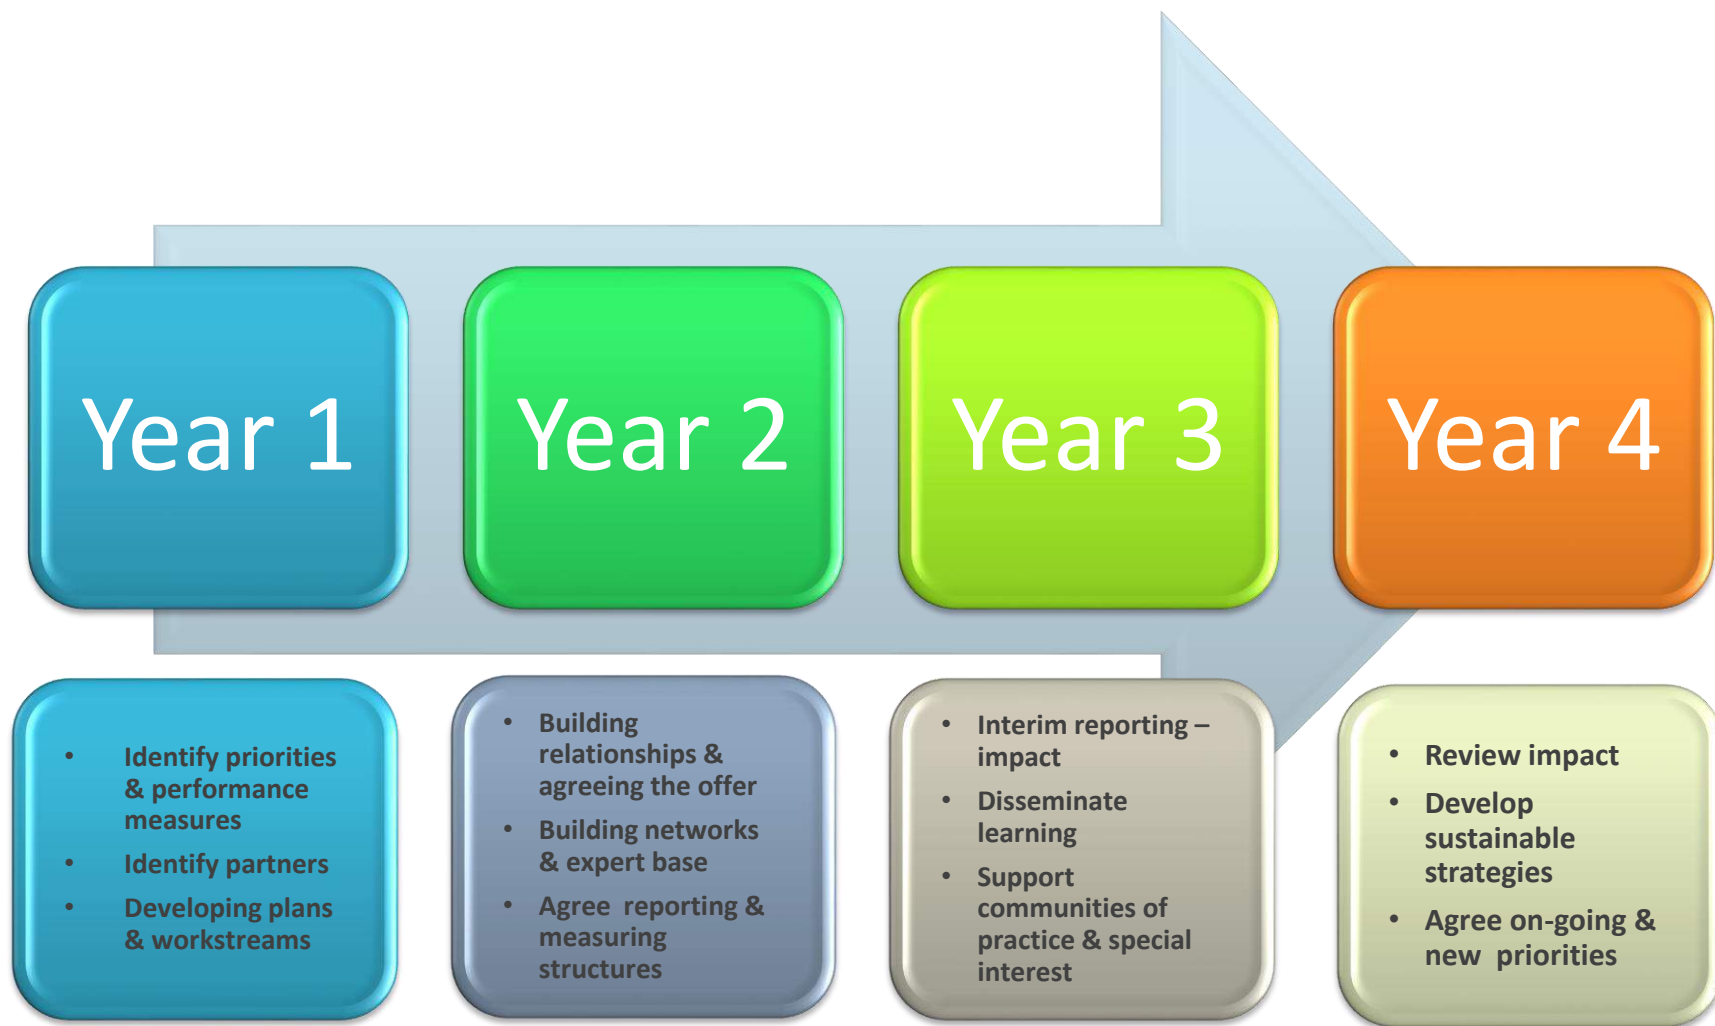 Year 1
Year 2
Year 3
Year 4
• Identify priorities
& performance
measures
• Identify partners
• Developing plans
& workstreams
• Building
relationships &
agreeing the offer
• Building networks
& expert base
• Agree  reporting &
measuring
structures
• Interim reporting –
impact
• Disseminate
learning
• Support
communities of
practice & special
interest
• Review impact
• Develop
sustainable
strategies
• Agree on-going &
new  priorities